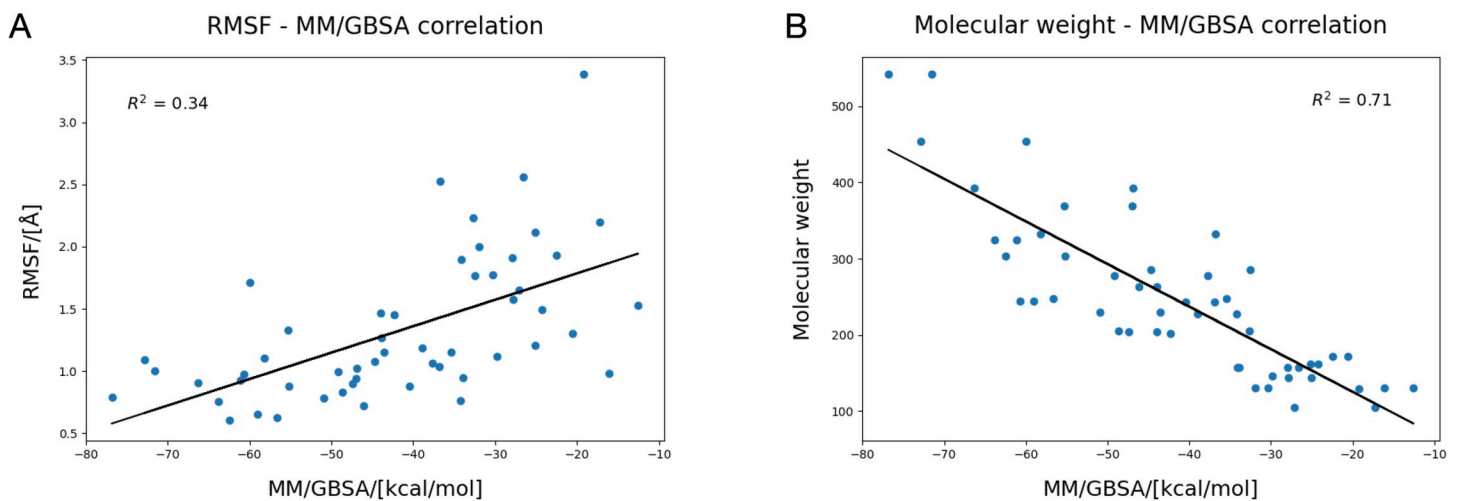 A
RMSF - MM/GBSA correlation
R² = 0.34
RMSF/[Å]
3.5
3.0
2.5
2.0
1.5
1.0
0.5
−80 −70 −60 −50 −40 −30 −20 −10
MM/GBSA/[kcal/mol]
B
Molecular weight - MM/GBSA correlation
R² = 0.71
Molecular weight
500
400
300
200
100
−80 −70 −60 −50 −40 −30 −20 −10
MM/GBSA/[kcal/mol]